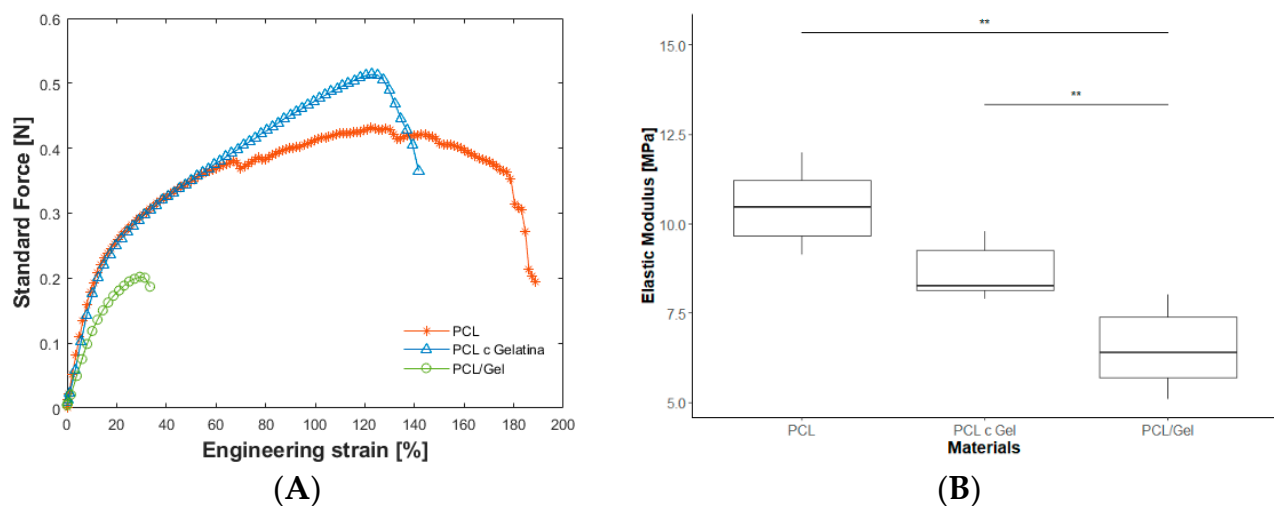 0.6
0.5
0.4
0.3
0.2
0.1
0
Standard Force [N]
PCL
PCL c Gelatina
PCL/Gel
0 20 40 60 80 100 120 140 160 180 200
Engineering strain [%]
(A)
**
**
15.0
12.5
10.0
7.5
5.0
Elastic Modulus [MPa]
PCL PCL c Gel PCL/Gel
Materials
(B)